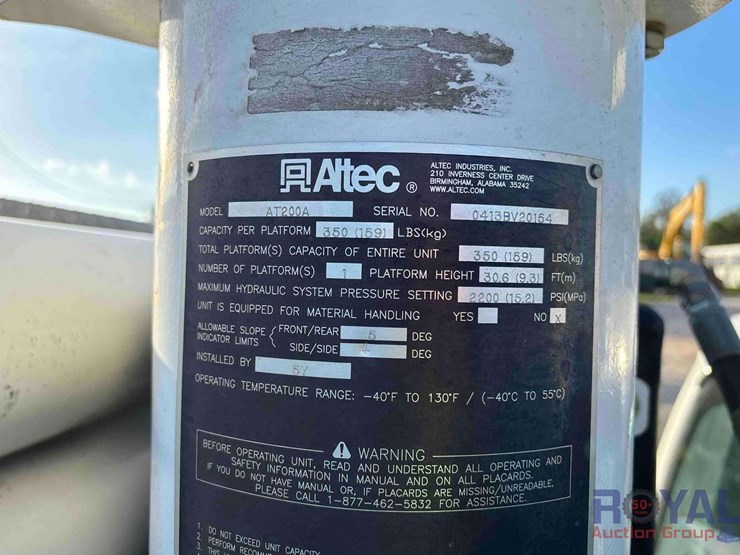 Altec ®
ALTEC INDUSTRIES, INC.
210 INVERNESS CENTER DRIVE
BIRMINGHAM, ALABAMA 35242
WWW.ALTEC.COM
MODEL AT200A SERIAL NO. 0413BV20154
CAPACITY PER PLATFORM 350 (159) LBS(kg)
TOTAL PLATFORM(S) CAPACITY OF ENTIRE UNIT 350 (159) LBS(kg)
NUMBER OF PLATFORM(S) 1 PLATFORM HEIGHT 30.6 (9.3) FT(m)
MAXIMUM HYDRAULIC SYSTEM PRESSURE SETTING 2200 (15.2) PSI(MPa)
UNIT IS EQUIPPED FOR MATERIAL HANDLING YES NO X
ALLOWABLE SLOPE INDICATOR LIMITS FRONT/REAR 5 DEG
SIDE/SIDE DEG
INSTALLED BY BY
OPERATING TEMPERATURE RANGE: -40°F TO 130°F / (-40°C TO 55°C)
WARNING
BEFORE OPERATING UNIT, READ AND UNDERSTAND ALL OPERATING AND
SAFETY INFORMATION IN MANUAL AND ON ALL PLACARDS.
IF YOU DO NOT HAVE MANUAL OR, IF PLACARDS ARE MISSING/UNREADABLE,
PLEASE CALL 1-877-462-5832 FOR ASSISTANCE.
1. DO NOT EXCEED UNIT CAPACITY
2. PERFORM
3.
4.
50+
ROYAL
Auction Group